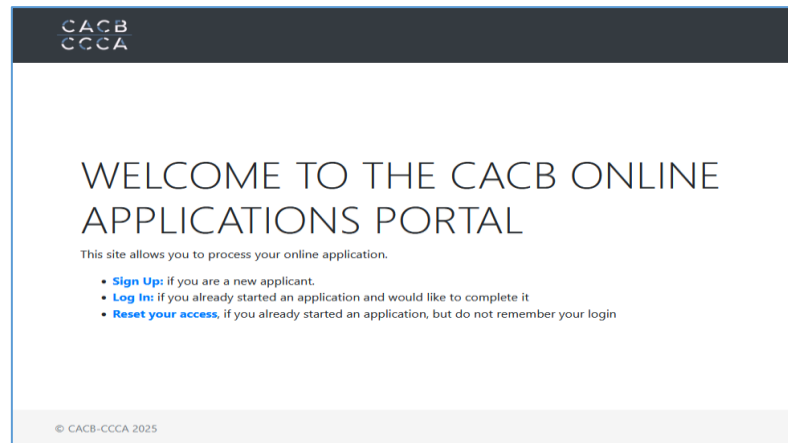 CACB
CCCA
WELCOME TO THE CACB ONLINE
APPLICATIONS PORTAL
This site allows you to process your online application.
• Sign Up: if you are a new applicant.
• Log In: if you already started an application and would like to complete it
• Reset your access, if you already started an application, but do not remember your login
© CACB-CCCA 2025